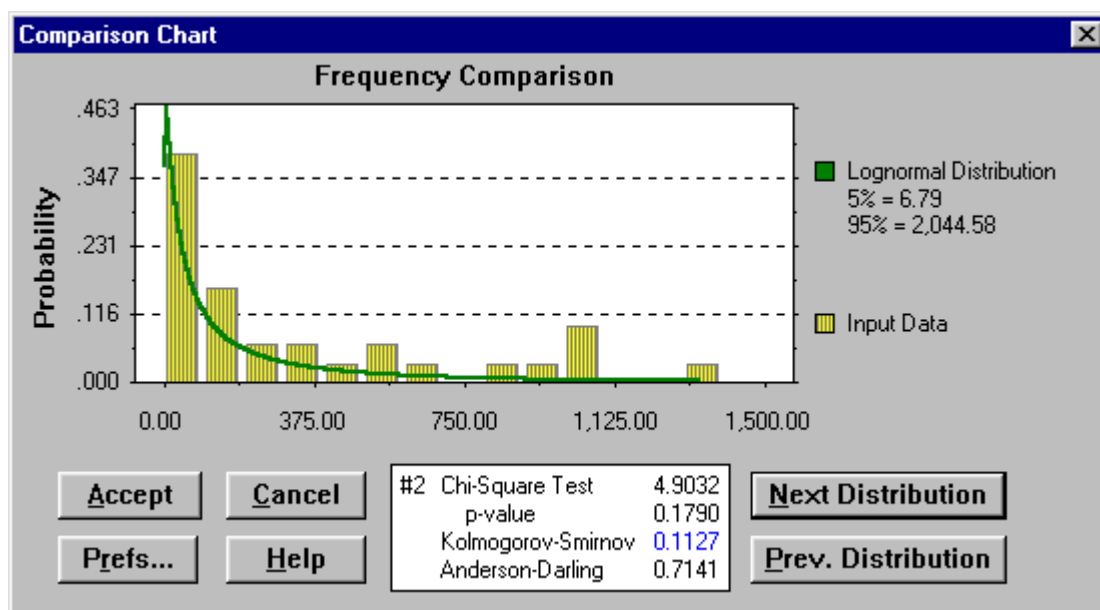 Comparison Chart
Frequency Comparison
Probability
.463
.347
.231
.116
.000
0.00 375.00 750.00 1,125.00 1,500.00
Lognormal Distribution
5% = 6.79
95% = 2,044.58
Input Data
Accept
Cancel
Prefs...
Help
#2 Chi-Square Test 4.9032
p-value 0.1790
Kolmogorov-Smirnov 0.1127
Anderson-Darling 0.7141
Next Distribution
Prev. Distribution